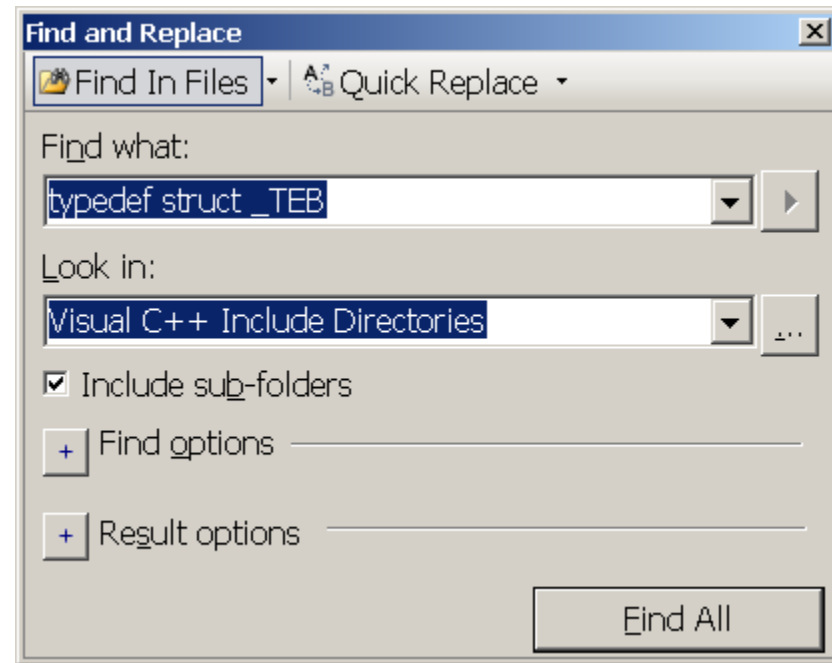 Find and Replace
Find In Files Quick Replace
Find what:
typedef struct _TEB
Look in:
Visual C++ Include Directories
...
Include sub-folders
+ Find options
+ Result options
Find All